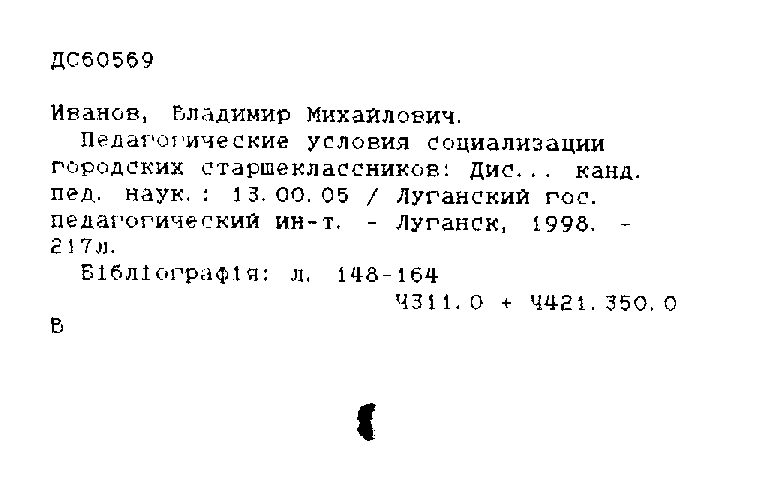 ДС60569
Иванов, Владимир Михайлович.
Педагогические условия социализации
городских старшеклассников: Дис... канд.
пед. наук.: 13.00.05 / Луганский гос.
педагогический ин-т. - Луганск, 1998. -
217л.
Бібліографія: л. 148-164
Ч311.0 + Ч421.350.0
В